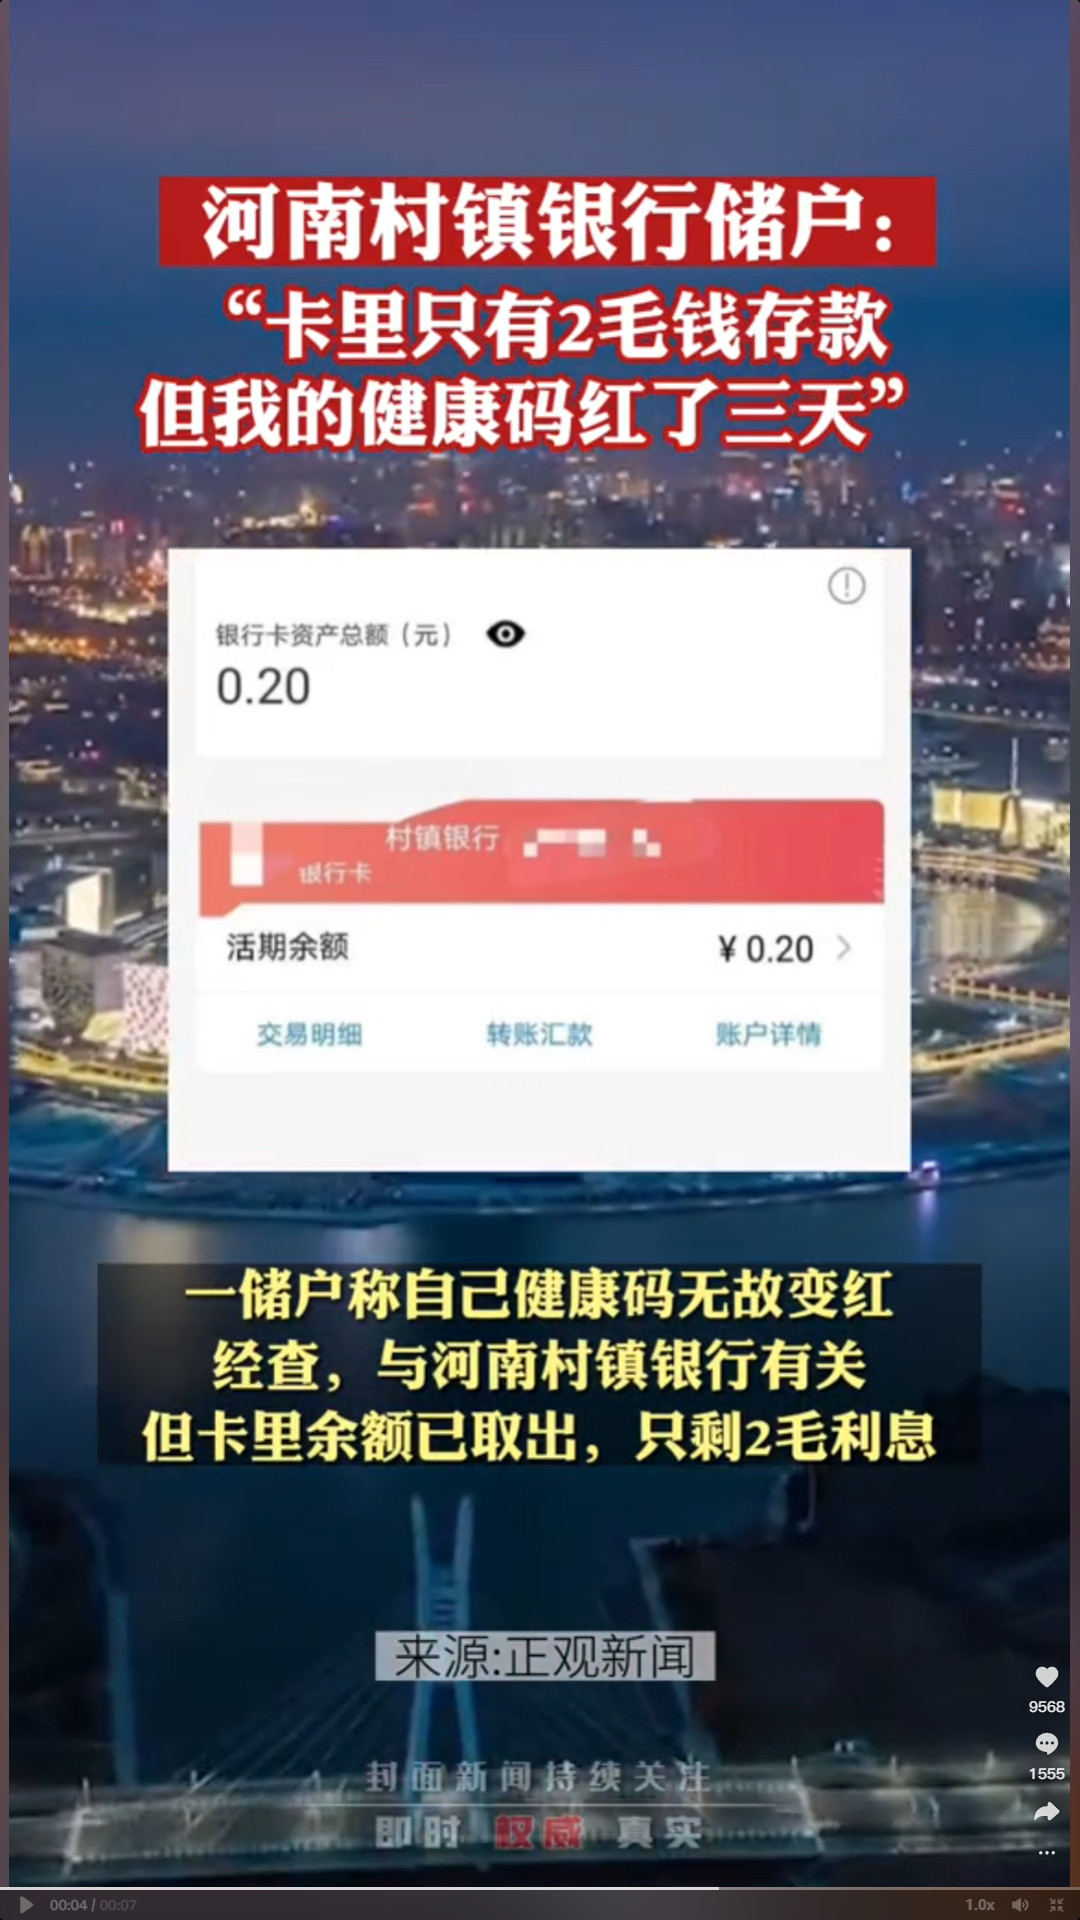 河南村镇银行储户：
“卡里只有2毛钱存款
但我的健康码红了三天”
银行卡资产总额（元）
0.20
村镇银行
银行卡
活期余额
¥ 0.20
交易明细 转账汇款 账户详情
一储户称自己健康码无故变红
经查，与河南村镇银行有关
但卡里余额已取出，只剩2毛利息
来源:正观新闻
9568
1555
封面新闻持续关注
即时 权威 真实
00:04 / 00:07
1.0x